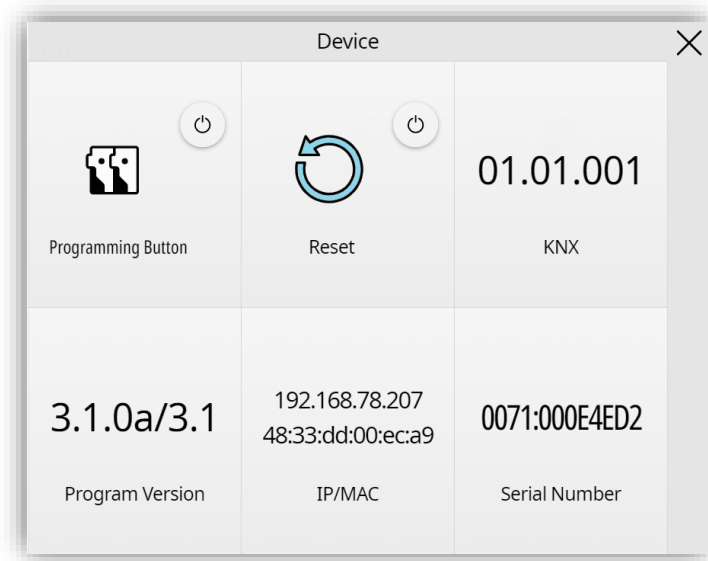 Device
Programming Button
Reset
01.01.001
KNX
3.1.0a/3.1
Program Version
192.168.78.207
48:33:dd:00:ec:a9
IP/MAC
0071:000E4ED2
Serial Number